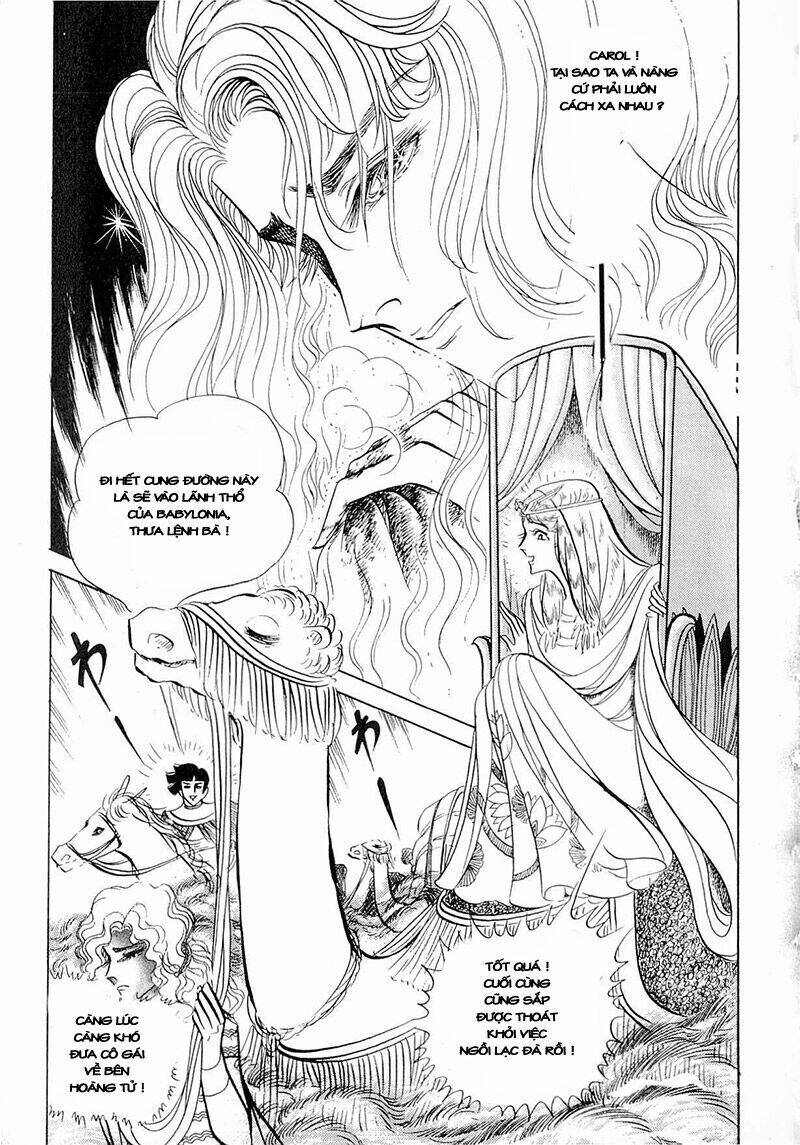 CAROL !
TẠI SAO TA VÀ NÀNG
CỨ PHẢI LUÔN
CÁCH XA NHAU ?
ĐI HẾT CUNG ĐƯỜNG NÀY
LÀ SẼ VÀO LÃNH THỔ
CỦA BABYLONIA,
THƯA LỆNH BÀ !
わー
わー
TỐT QUÁ !
CUỐI CÙNG
CŨNG SẮP
ĐƯỢC THOÁT
KHỎI VIỆC
NGỒI LẠC ĐÀ RỒI !
CÀNG LÚC
CÀNG KHÓ
ĐƯA CÔ GÁI
VỀ BÊN
HOÀNG TỬ !